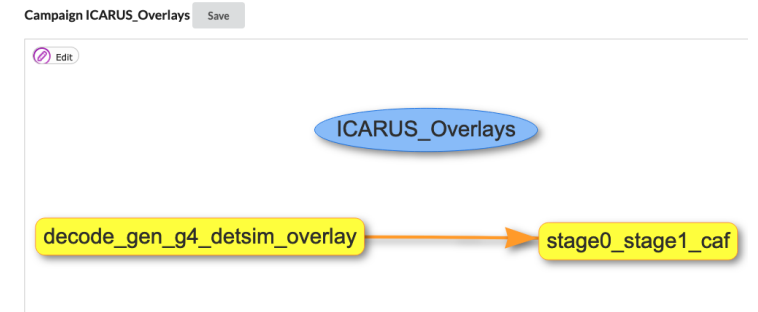 Campaign ICARUS_Overlays Save
Edit
ICARUS_Overlays
decode_gen_g4_detsim_overlay
stage0_stage1_caf